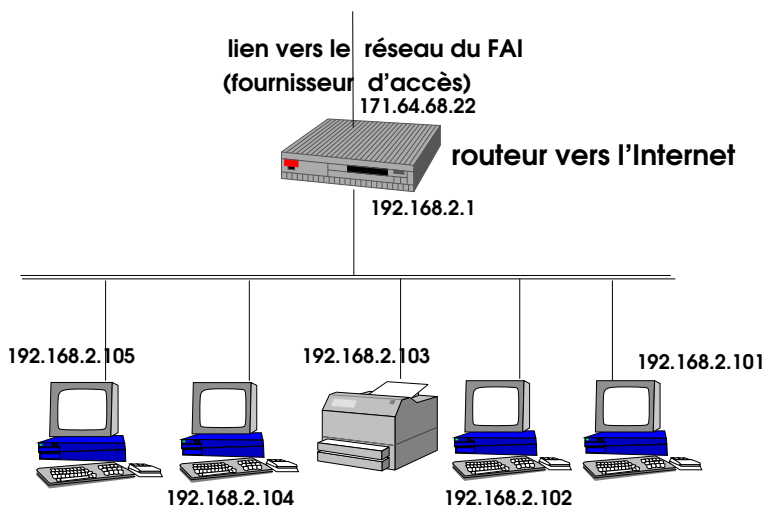 lien vers le réseau du FAI
(fournisseur d'accès)
171.64.68.22
routeur vers l'Internet
192.168.2.1
192.168.2.105
192.168.2.103
192.168.2.101
192.168.2.104
192.168.2.102